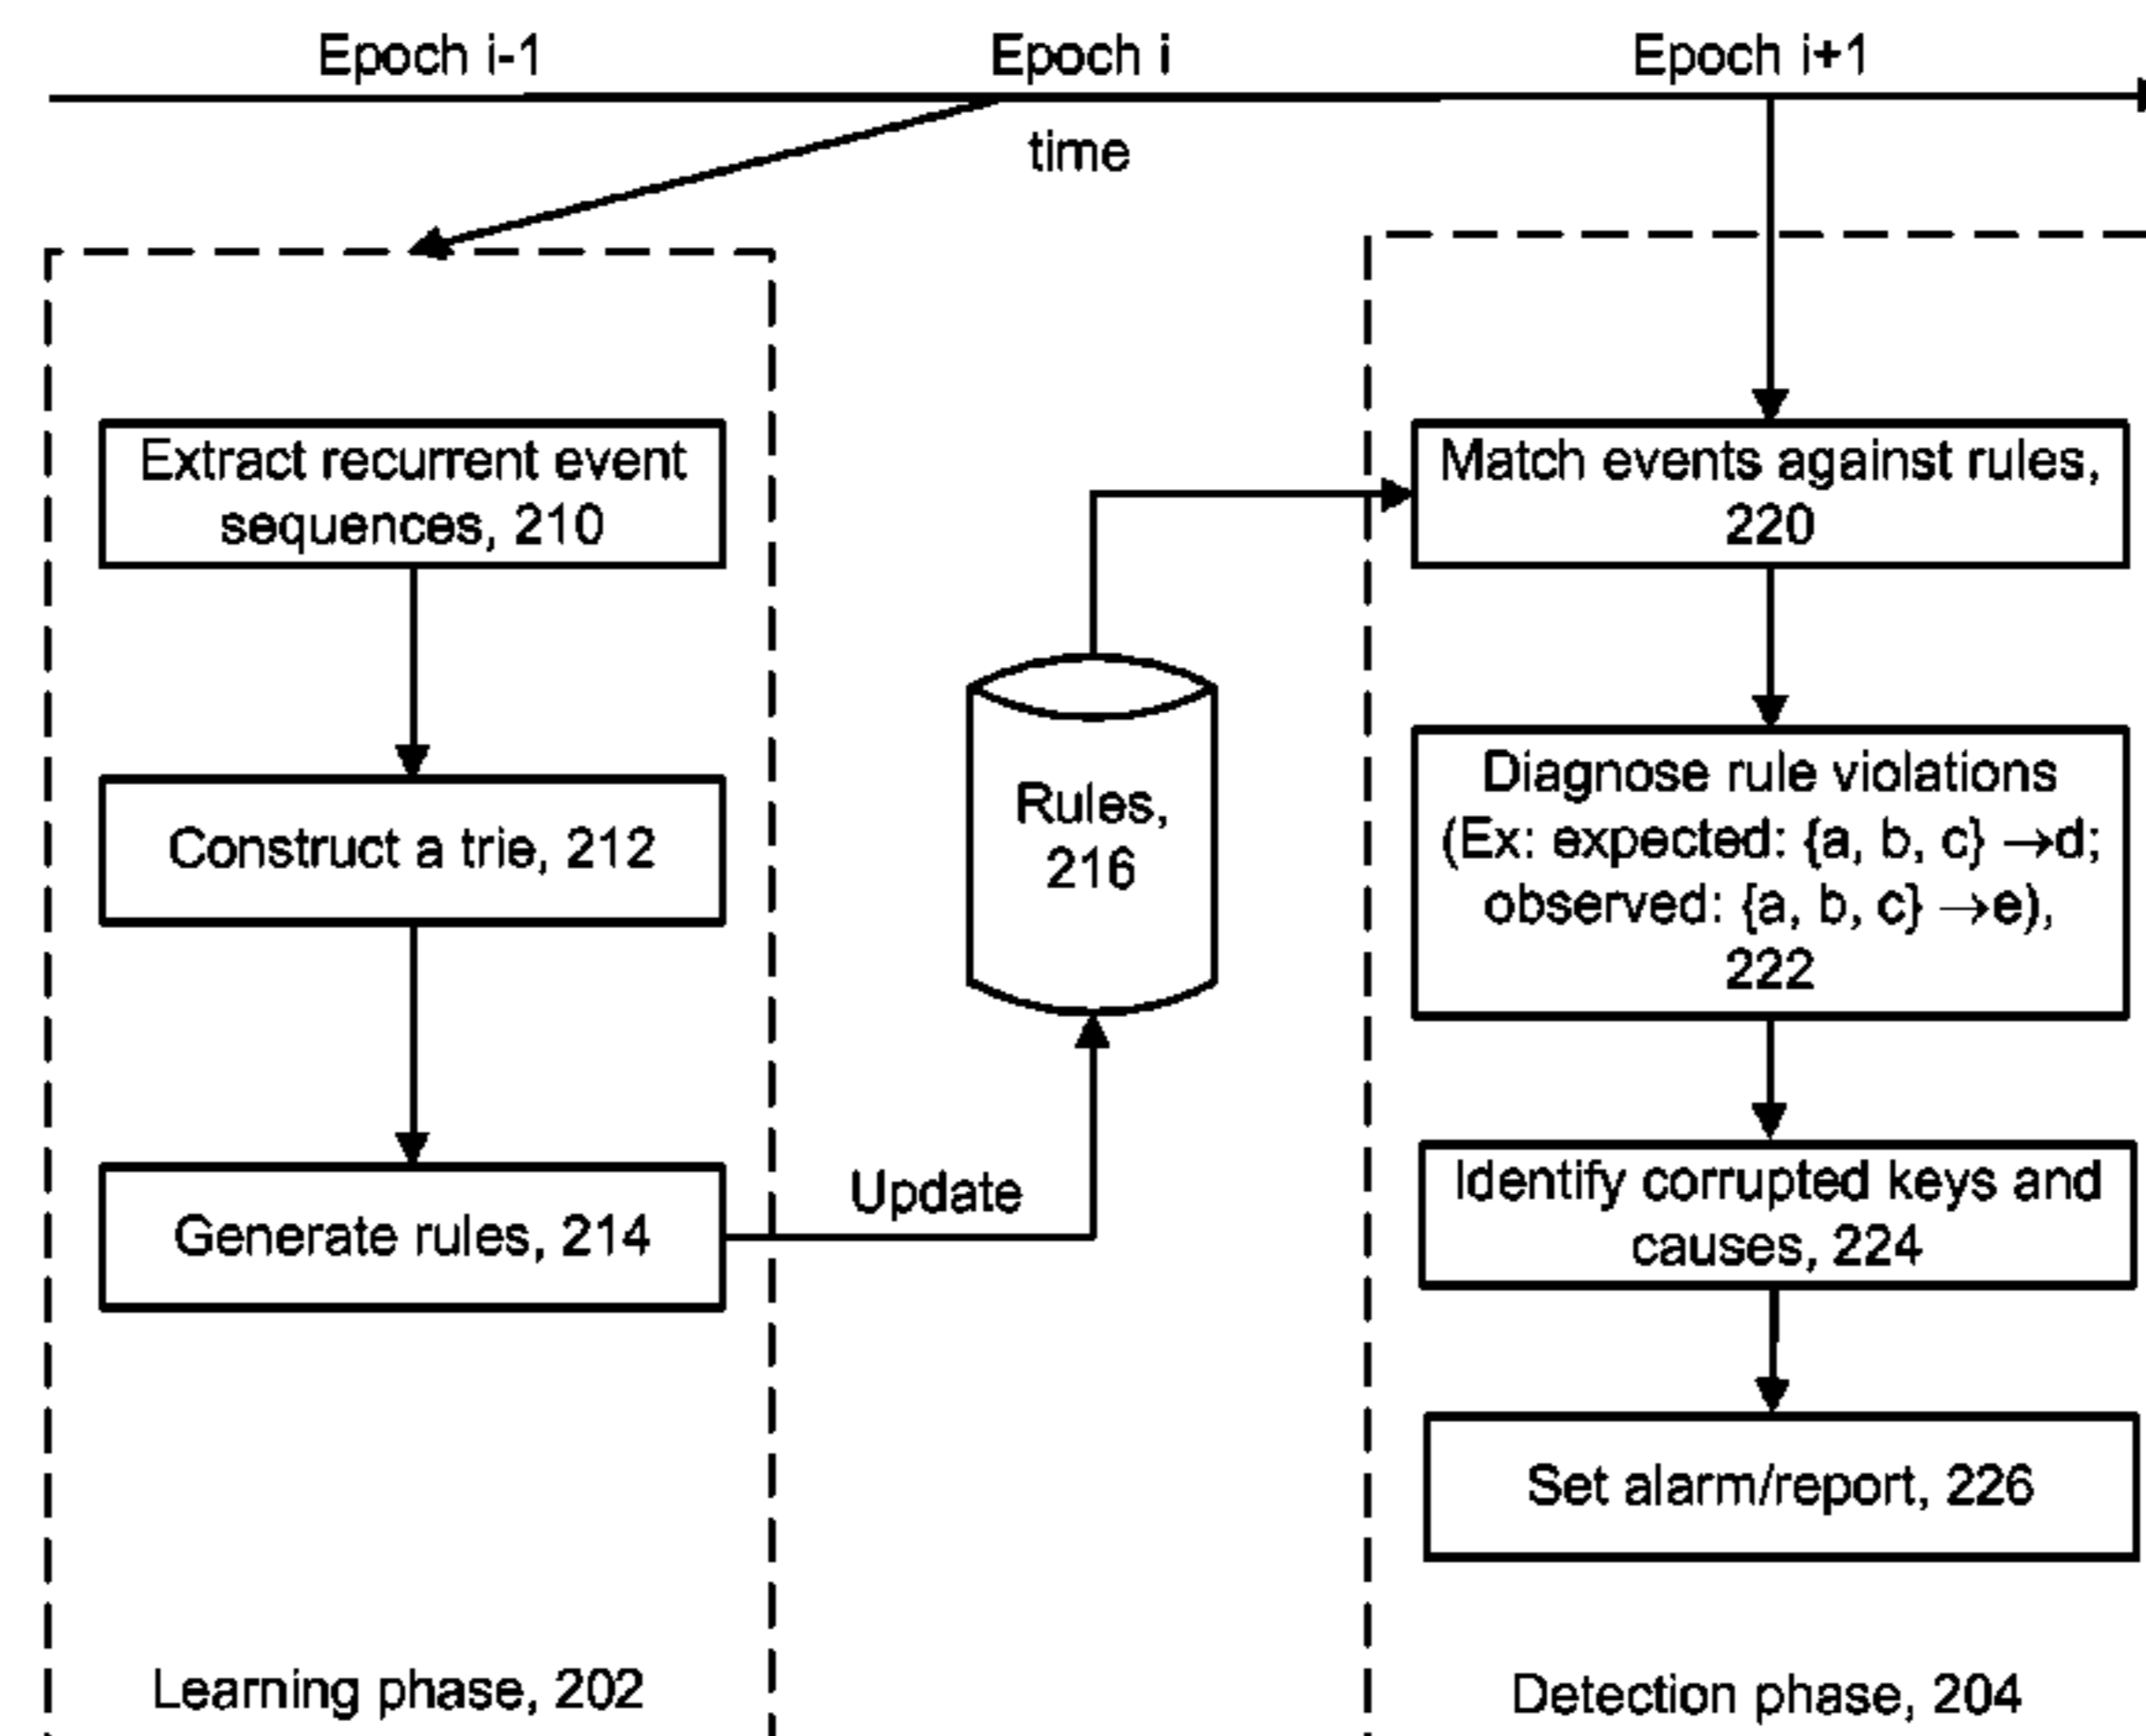 Epoch i-1
Epoch i
Epoch i+1
time
Extract recurrent event
sequences, 210
Construct a trie, 212
Generate rules, 214
Learning phase, 202
Update
Rules,
216
Match events against rules,
220
Diagnose rule violations
(Ex: expected: {a, b, c} →d;
observed: {a, b, c} →e),
222
Identify corrupted keys and
causes, 224
Set alarm/report, 226
Detection phase, 204